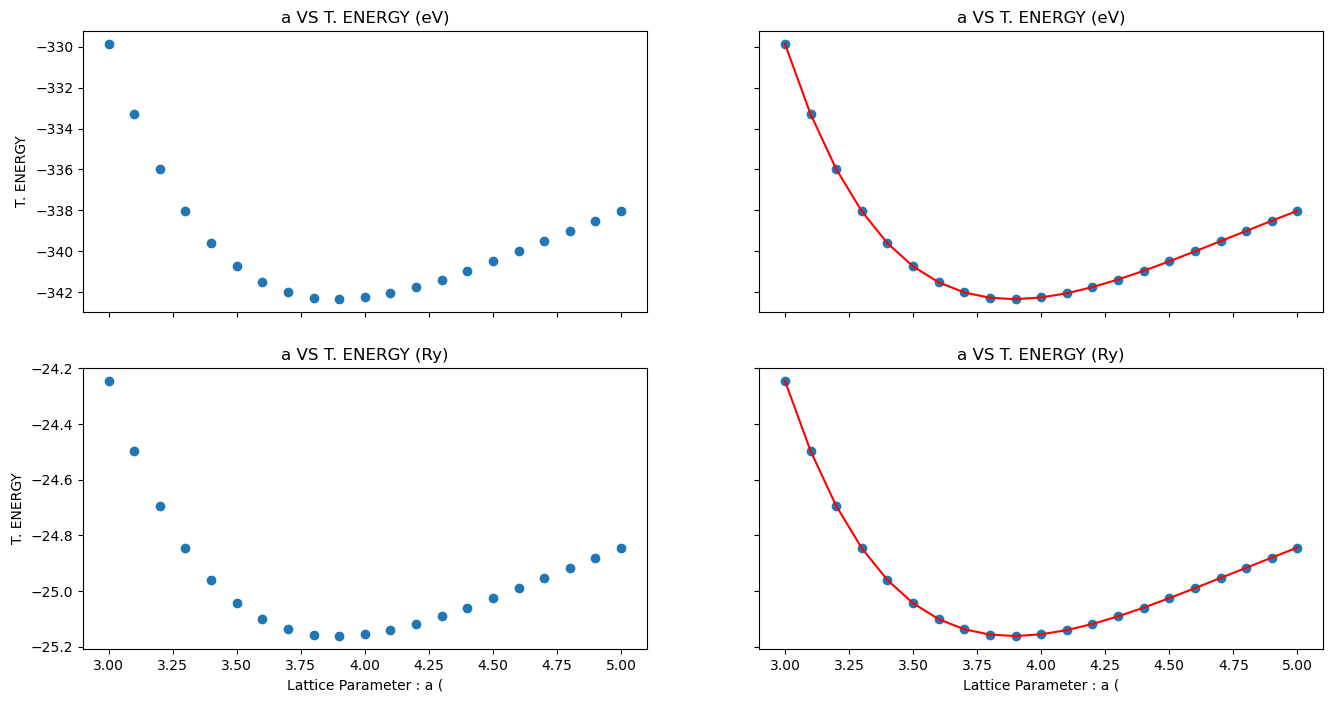 a VS T. ENERGY (eV)
a VS T. ENERGY (eV)
T. ENERGY
−330
−332
−334
−336
−338
−340
−342
a VS T. ENERGY (Ry)
a VS T. ENERGY (Ry)
T. ENERGY
−24.2
−24.4
−24.6
−24.8
−25.0
−25.2
3.00 3.25 3.50 3.75 4.00 4.25 4.50 4.75 5.00
3.00 3.25 3.50 3.75 4.00 4.25 4.50 4.75 5.00
Lattice Parameter : a (
Lattice Parameter : a (